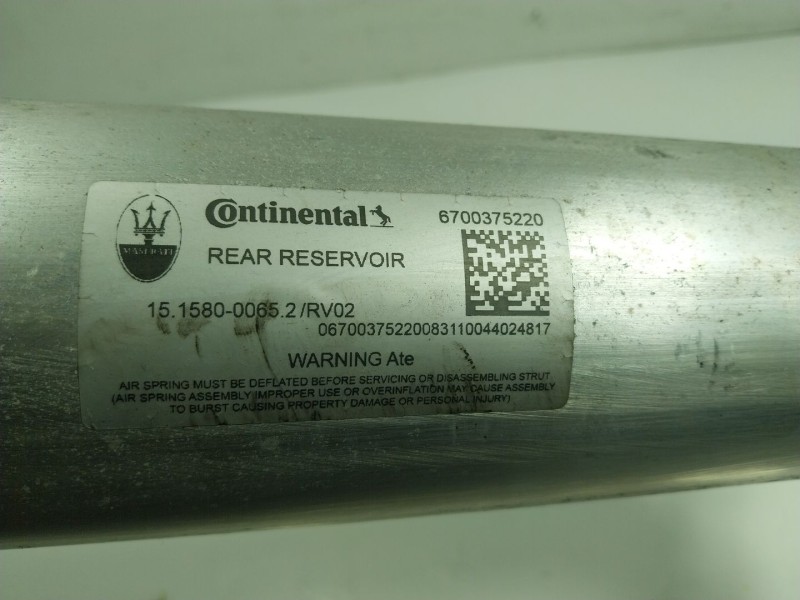 MASERATI
Continental
6700375220
REAR RESERVOIR
15.1580-0065.2 /RV02
06700375220083110044024817
WARNING Ate
AIR SPRING MUST BE DEFLATED BEFORE SERVICING OR DISASSEMBLING STRUT.
(AIR SPRING ASSEMBLY IMPROPER USE OR OVERINFLATION MAY CAUSE ASSEMBLY
TO BURST CAUSING PROPERTY DAMAGE OR PERSONAL INJURY)